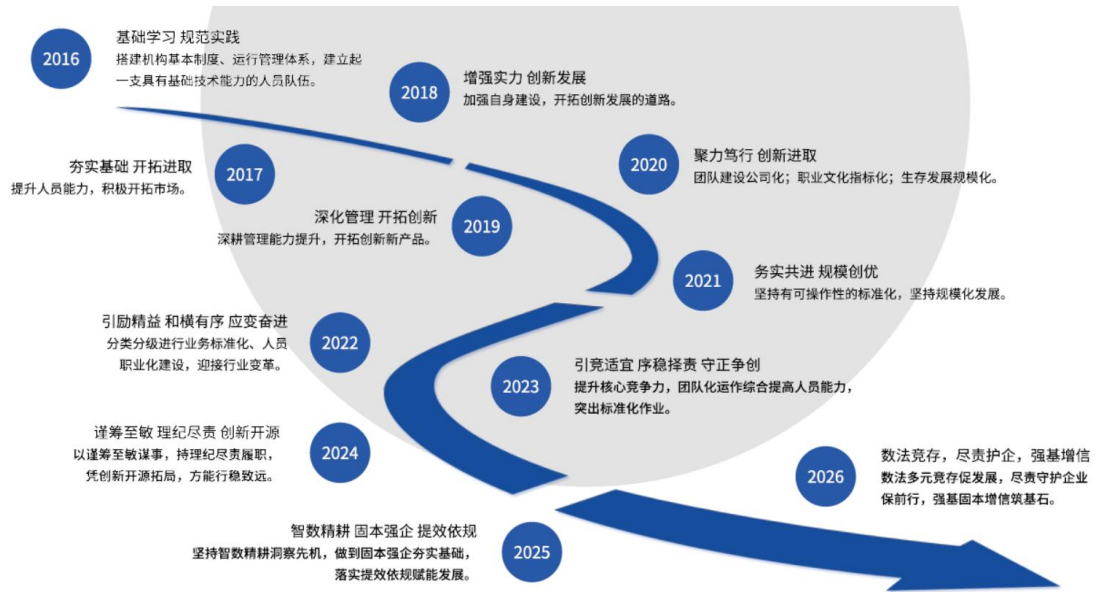 2016
基础学习 规范实践
搭建机构基本制度、运行管理体系，建立起
一支具有基础技术能力的人员队伍。
2017
夯实基础 开拓进取
提升人员能力，积极开拓市场。
2018
增强实力 创新发展
加强自身建设，开拓创新发展的道路。
2019
深化管理 开拓创新
深耕管理能力提升，开拓创新新产品。
2020
聚力笃行 创新进取
团队建设公司化；职业文化指标化；生存发展规模化。
2021
务实共进 规模创优
坚持有可操作性的标准化，坚持规模化发展。
2022
引励精益 和横有序 应变奋进
分类分级进行业务标准化、人员
职业化建设，迎接行业变革。
2023
引竞适宜 序稳择责 守正争创
提升核心竞争力，团队化运作综合提高人员能力，
突出标准化作业。
2024
谨筹至敏 理纪尽责 创新开源
以谨筹至敏谋事，持理纪尽责履职，
凭创新开源拓局，方能行稳致远。
2025
智数精耕 固本强企 提效依规
坚持智数精耕洞察先机，做到固本强企夯实基础，
落实提效依规赋能发展。
2026
数法竞存，尽责护企，强基增信
数法多元竞存促发展，尽责守护企业
保前行，强基固本增信筑基石。